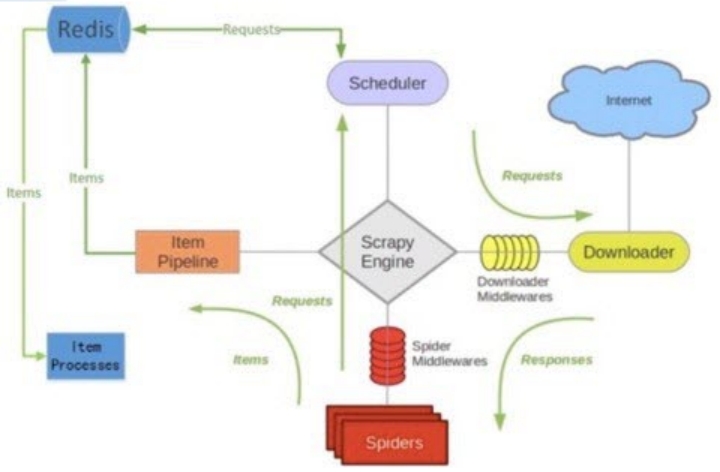 Redis
Requests
Scheduler
Internet
Requests
Items
Items
Item
Pipeline
Scrapy
Engine
Downloader
Downloader
Middlewares
Requests
Item
Processes
Items
Spider
Middlewares
Responses
Spiders